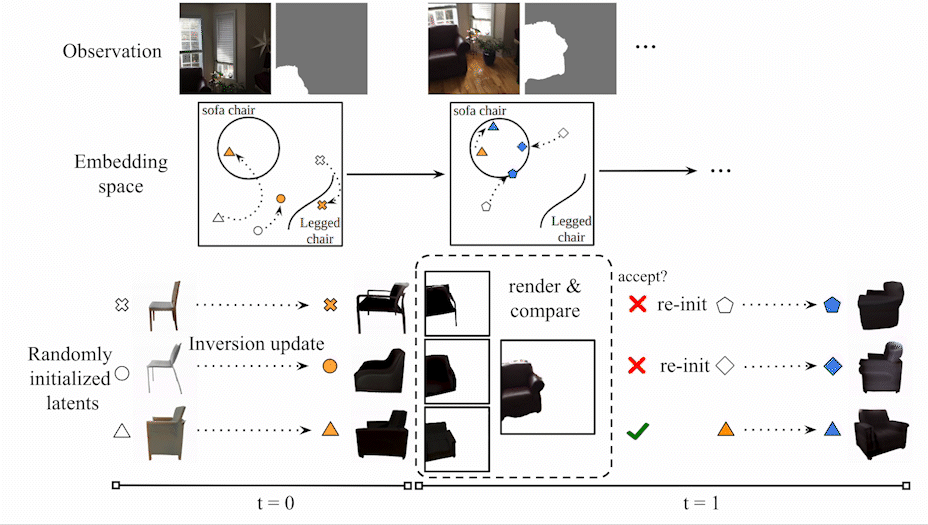 Observation
...
Embedding
space
sofa chair
Legged
chair
sofa chair
Legged
chair
...
Randomly
initialized
latents
Inversion update
render &
compare
accept?
re-init
re-init
t = 0
t = 1